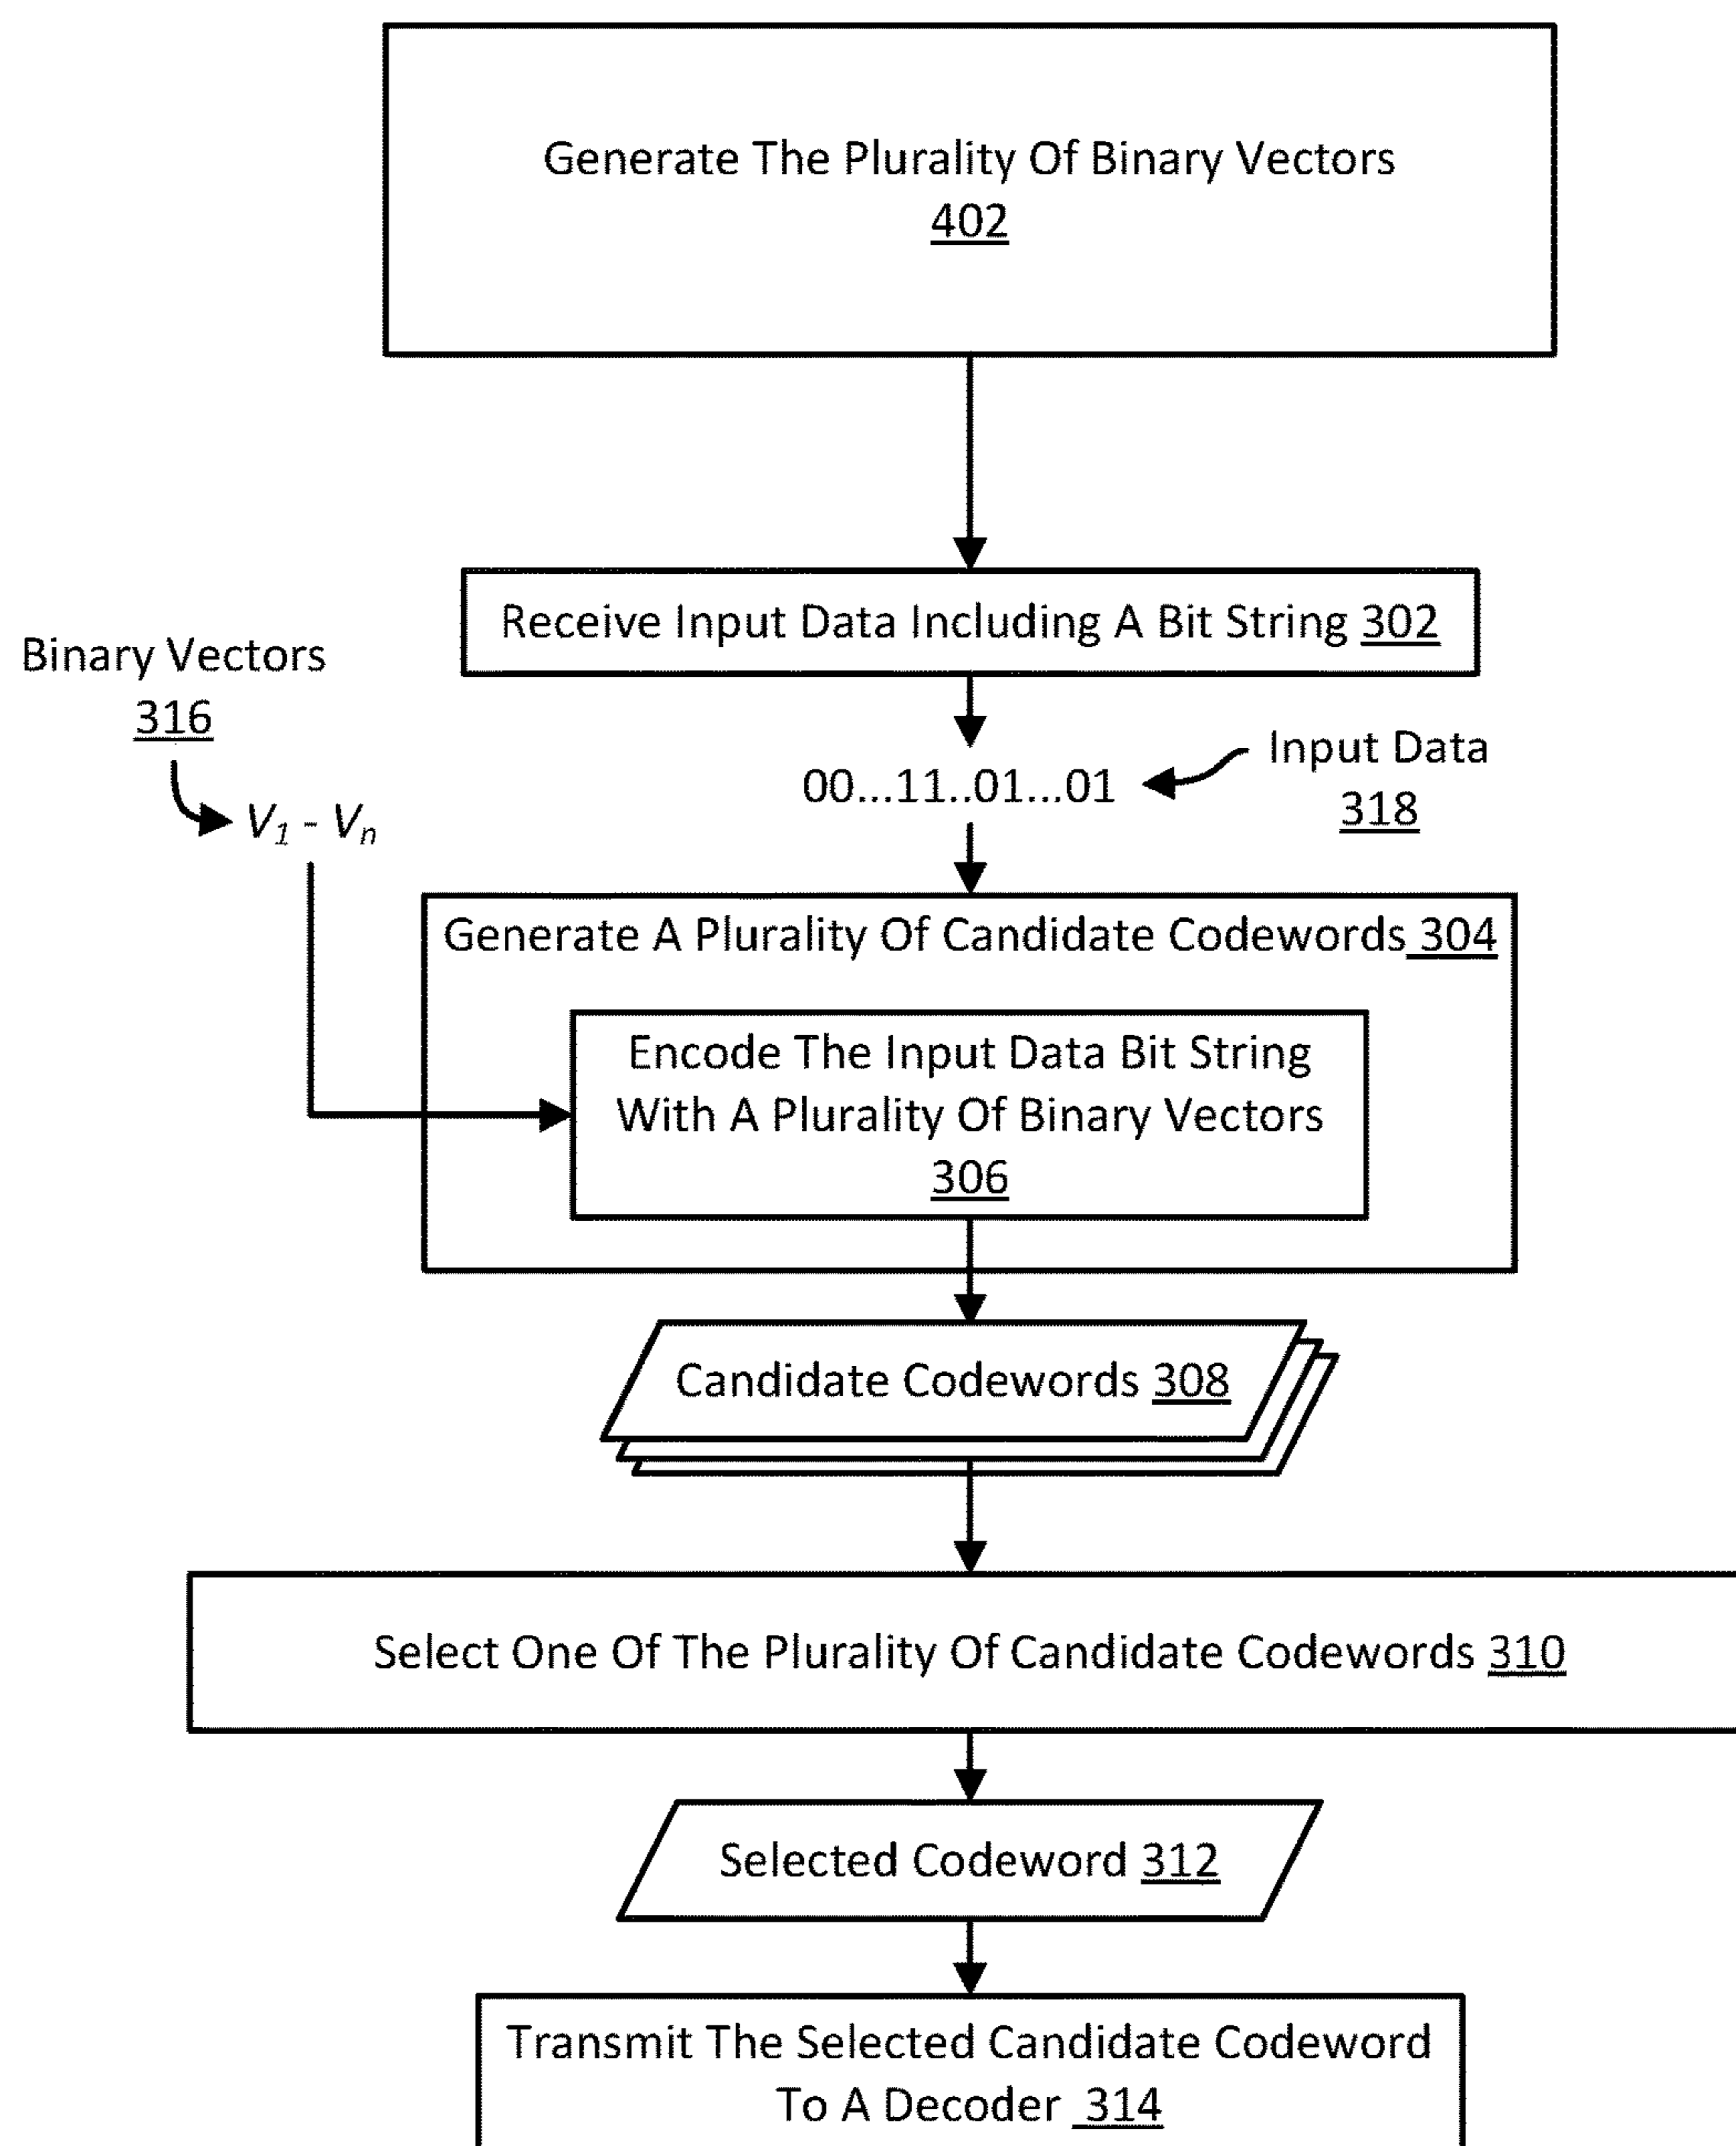 Generate The Plurality Of Binary Vectors
402
Receive Input Data Including A Bit String 302
Binary Vectors
316
V1 - Vn
00...11..01...01
Input Data
318
Generate A Plurality Of Candidate Codewords 304
Encode The Input Data Bit String
With A Plurality Of Binary Vectors
306
Candidate Codewords 308
Select One Of The Plurality Of Candidate Codewords 310
Selected Codeword 312
Transmit The Selected Candidate Codeword
To A Decoder 314